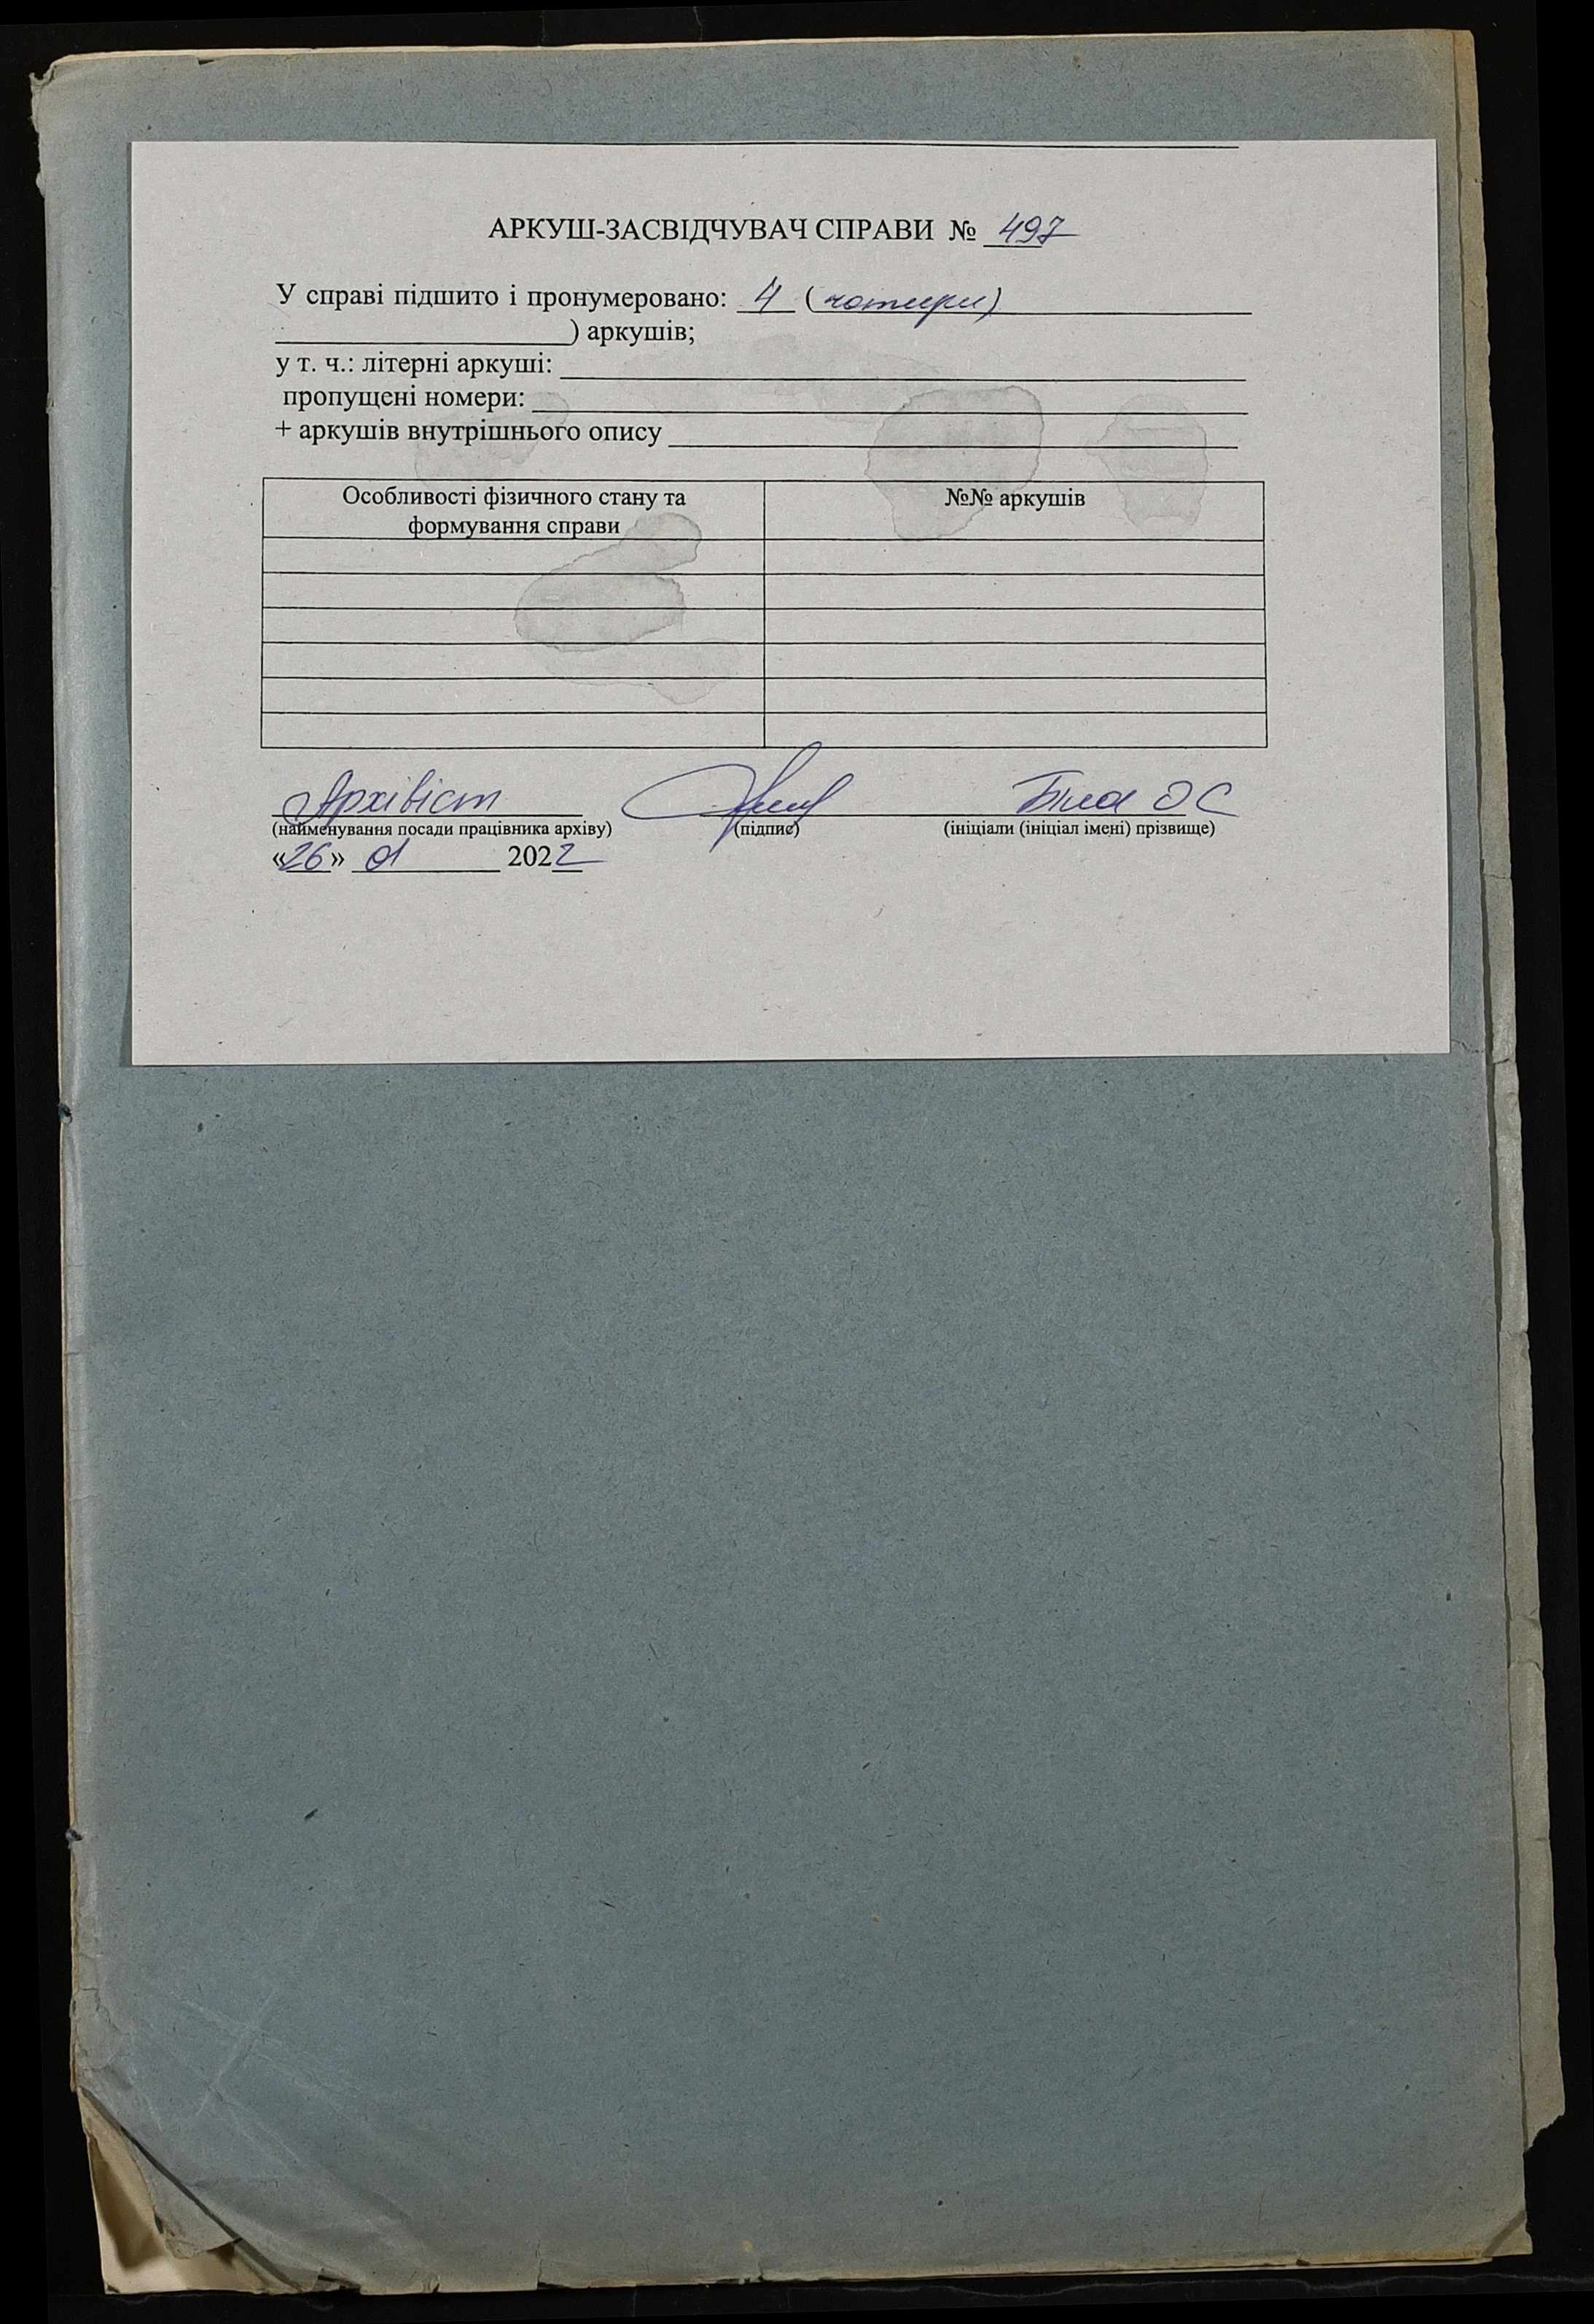 АРКУШ-ЗАСВІДЧУВАЧ СПРАВИ № 497
У справі підшито і пронумеровано: 4 (чотири)
) аркушів;
у т. ч.: літерні аркуші:
пропущені номери:
+ аркушів внутрішнього опису
Особливості фізичного стану та
формування справи
№№ аркушів
Архівіст Біла О С
(найменування посади працівника архіву) (підпис) (ініціали (ініціал імені) прізвище)
«26» 01 2022